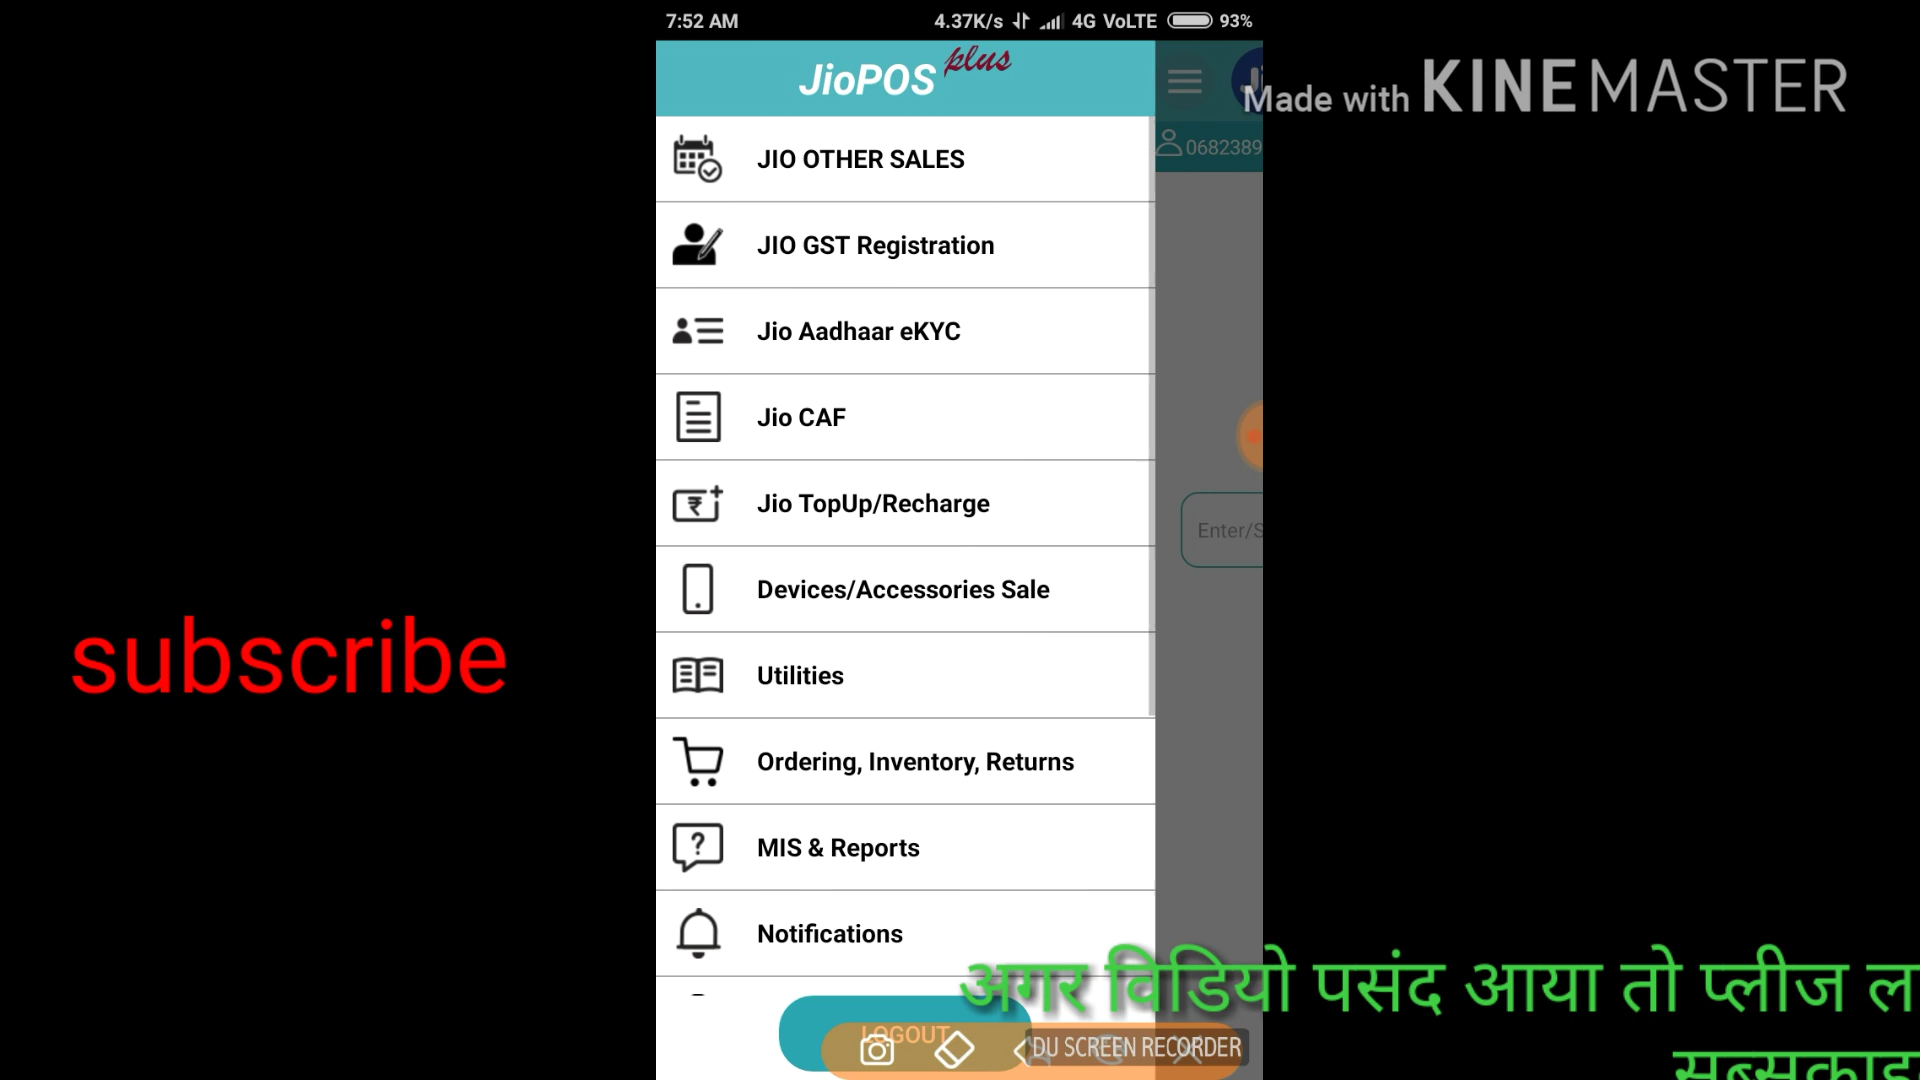 7:52 AM 4.37K/s 4G VoLTE 93%
JioPOS plus
Made with KINEMASTER
0682389
JIO OTHER SALES
JIO GST Registration
Jio Aadhaar eKYC
Jio CAF
Jio TopUp/Recharge
Enter/S
Devices/Accessories Sale
subscribe
Utilities
Ordering, Inventory, Returns
MIS & Reports
Notifications
अगर विडियो पसंद आया तो प्लीज ल
LOGOUT
DU SCREEN RECORDER